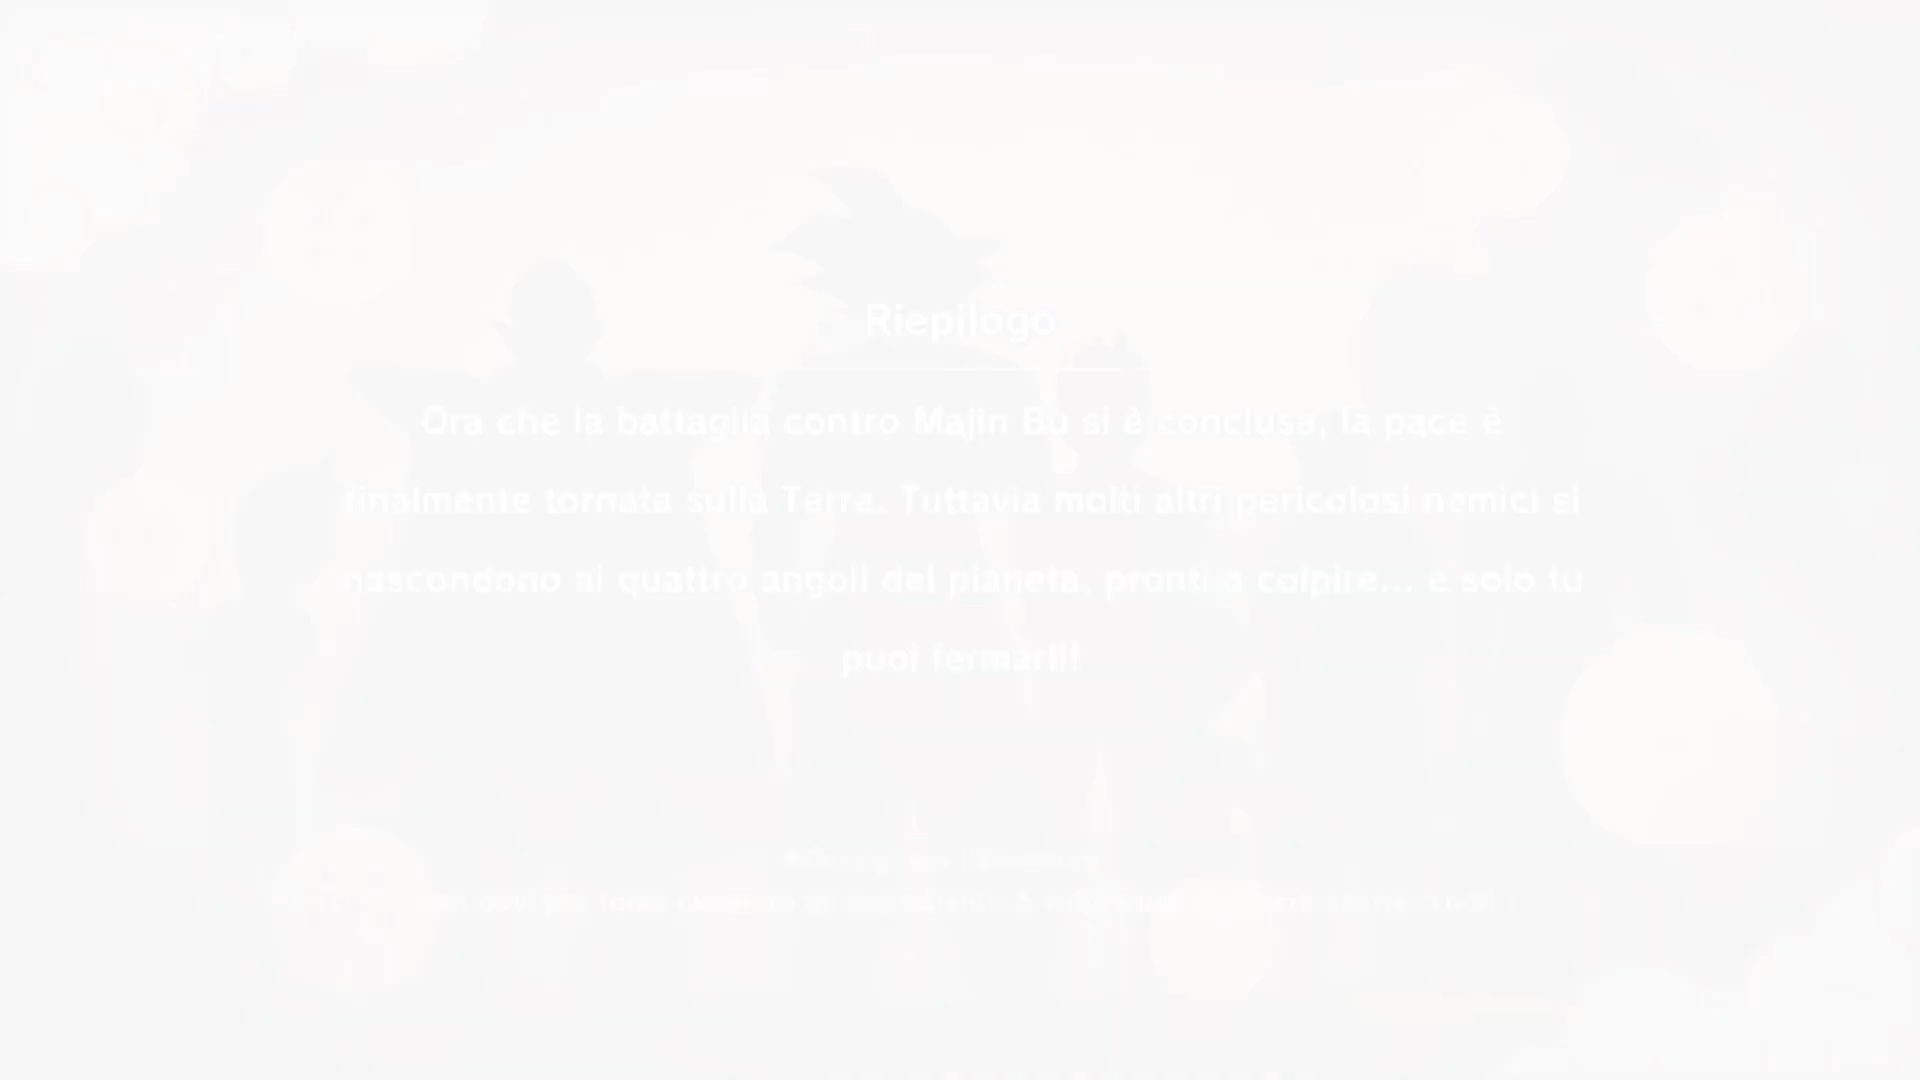 Riepilogo
Ora che la battaglia contro Majin Bu si è conclusa, la pace è
finalmente tornata sulla Terra. Tuttavia molti altri pericolosi nemici si
nascondono ai quattro angoli del pianeta, pronti a colpire... e solo tu
puoi fermarli!